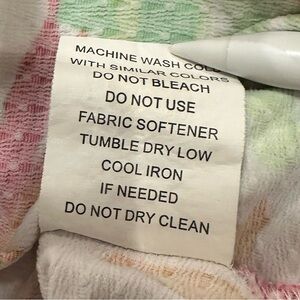 MACHINE WASH
WITH SIMILAR COLORS
DO NOT BLEACH
DO NOT USE
FABRIC SOFTENER
TUMBLE DRY LOW
COOL IRON
IF NEEDED
DO NOT DRY CLEAN